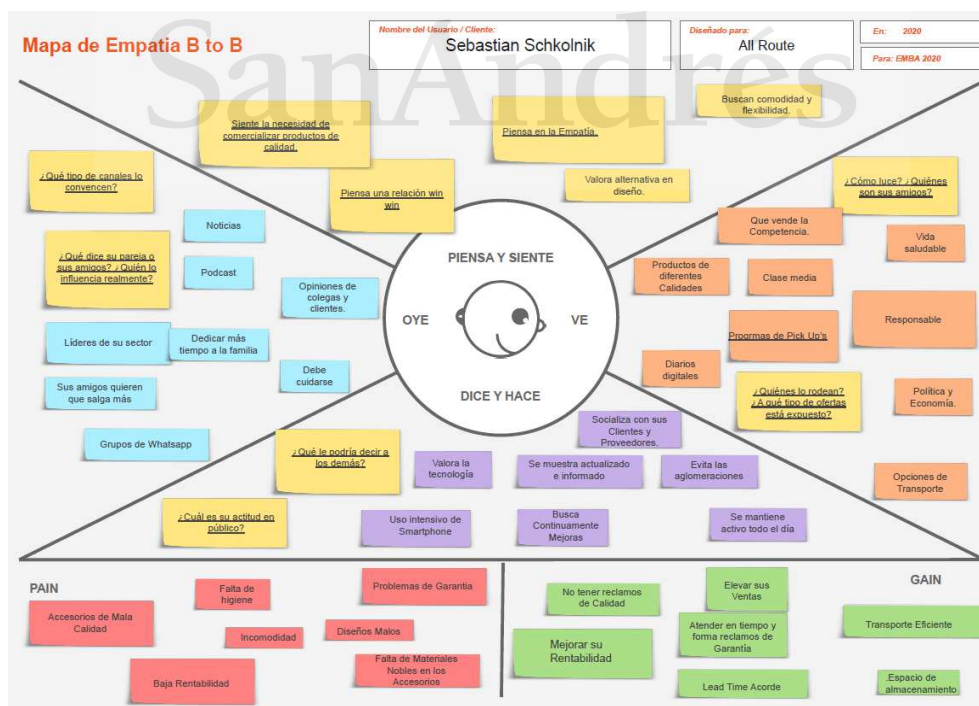 SanAndrés
Mapa de Empatia B to B
Nombre del Usuario / Cliente:
Sebastian Schkolnik
Diseñado para:
All Route
En: 2020
Para: EMBA 2020
Siente la necesidad de
comercializar productos de
calidad.
Piensa en la Empatía.
Buscan comodidad y
flexibilidad.
Piensa una relación win
win
Valora alternativa en
diseño.
PIENSA Y SIENTE
OYE
VE
DICE Y HACE
¿Qué tipo de canales lo
convencen?
Noticias
¿Qué dice su pareja o
sus amigos? ¿Quién lo
influencia realmente?
Podcast
Opiniones de
colegas y
clientes.
Líderes de su sector
Dedicar más
tiempo a la familia
Debe
cuidarse
Sus amigos quieren
que salga más
Grupos de Whatsapp
¿Cómo luce? ¿Quiénes
son sus amigos?
Que vende la
Competencia.
Vida
saludable
Productos de
diferentes
Calidades
Clase media
Responsable
Progrmas de Pick Up's
Diarios
digitales
¿Quiénes lo rodean?
¿A qué tipo de ofertas
está expuesto?
Política y
Economía.
Opciones de
Transporte
¿Qué le podría decir a
los demás?
Socializa con sus
Clientes y
Proveedores.
Valora la
tecnología
Se muestra actualizado
e informado
Evita las
aglomeraciones
¿Cuál es su actitud en
público?
Uso intensivo de
Smartphone
Busca
Continuamente
Mejoras
Se mantiene
activo todo el día
PAIN
Falta de
higiene
Problemas de Garantia
Accesorios de Mala
Calidad
Incomodidad
Diseños Malos
Baja Rentabilidad
Falta de Materiales
Nobles en los
Accesorios
GAIN
No tener reclamos
de Calidad
Elevar sus
Ventas
Mejorar su
Rentabilidad
Atender en tiempo y
forma reclamos de
Garantía
Transporte Eficiente
Lead Time Acorde
.Espacio de
almacenamiento